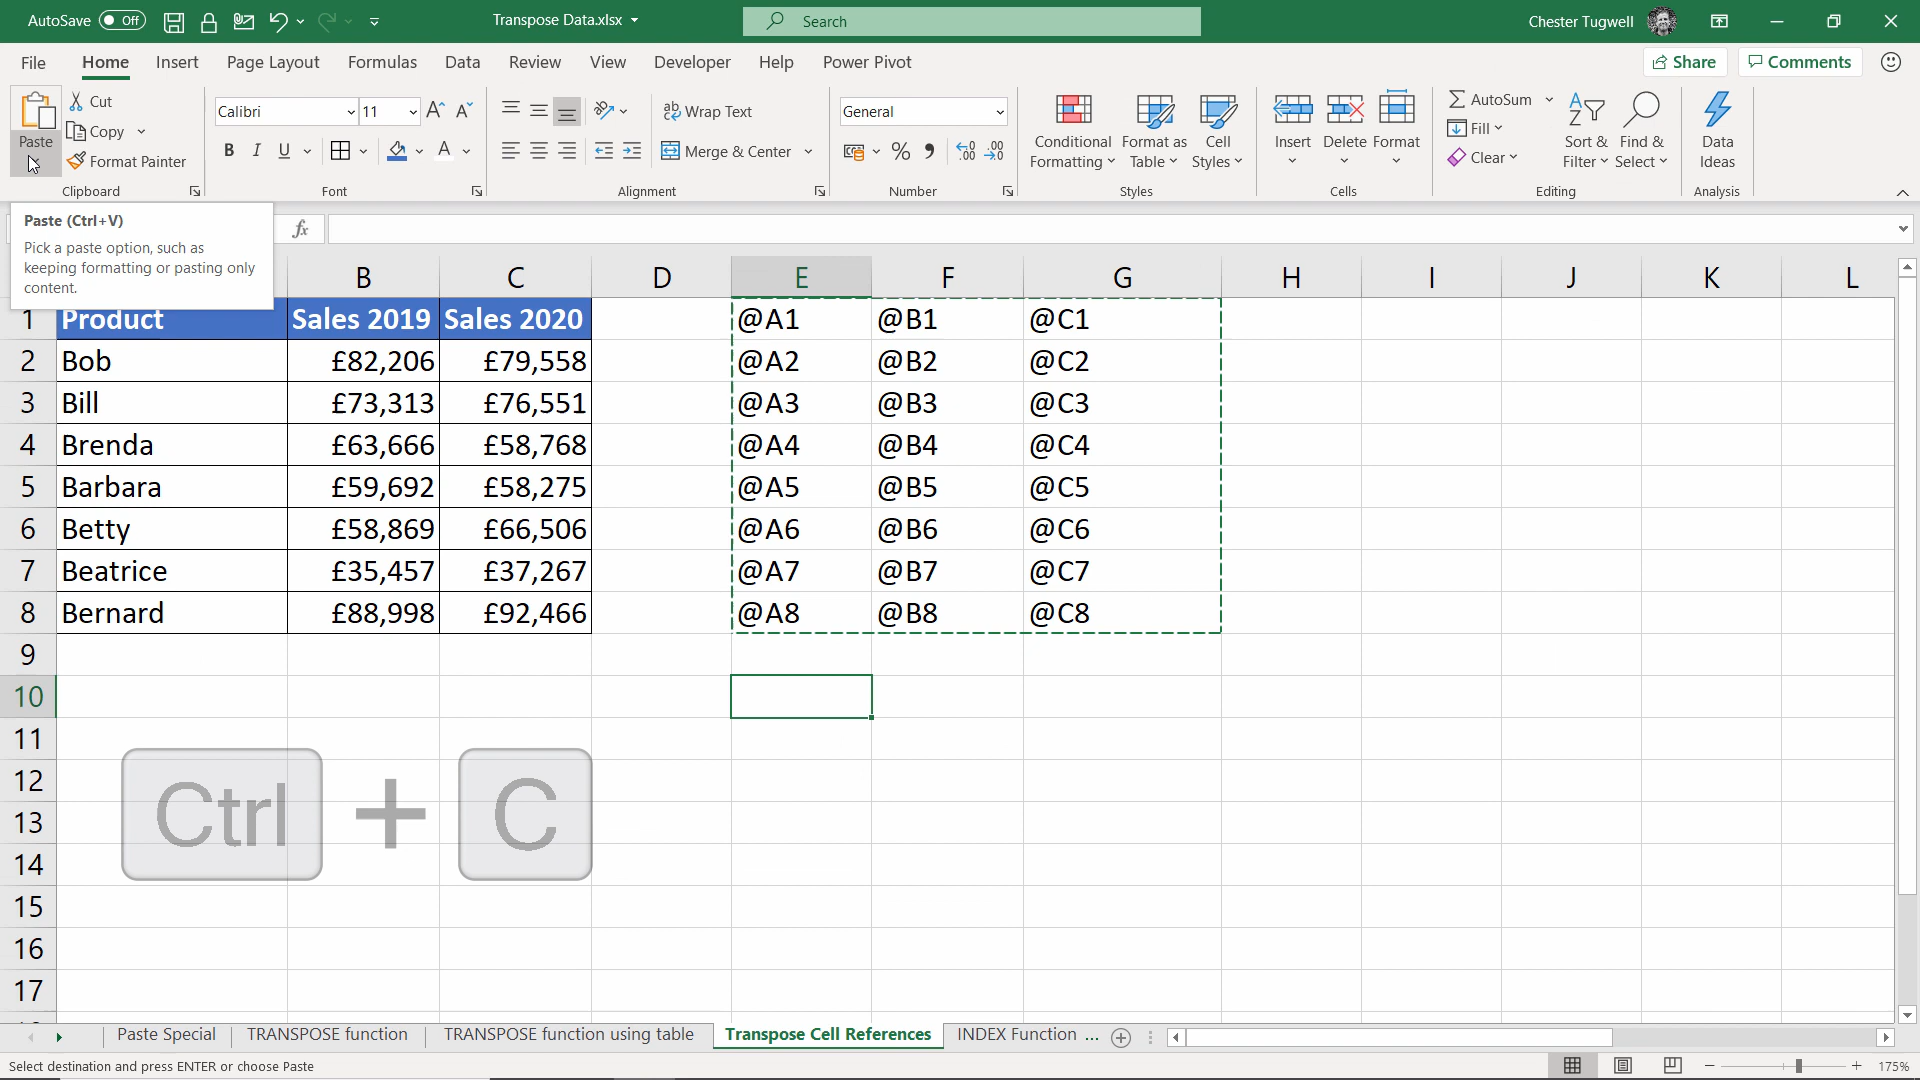 AutoSave Off Transpose Data.xlsx Search Chester Tugwell
File Home Insert Page Layout Formulas Data Review View Developer Help Power Pivot Share Comments
Paste
Cut
Copy
Format Painter
Clipboard
Calibri 11
B I U A
Font
Wrap Text
Merge & Center
Alignment
General
Number
Conditional Formatting
Format as Table
Cell Styles
Styles
Insert Delete Format
Cells
AutoSum
Fill
Clear
Sort & Filter
Find & Select
Editing
Data Ideas
Analysis
Paste (Ctrl+V)
Pick a paste option, such as
keeping formatting or pasting only
content.
fx
B C D E F G H I J K L
1 Product Sales 2019 Sales 2020 @A1 @B1 @C1
2 Bob £82,206 £79,558 @A2 @B2 @C2
3 Bill £73,313 £76,551 @A3 @B3 @C3
4 Brenda £63,666 £58,768 @A4 @B4 @C4
5 Barbara £59,692 £58,275 @A5 @B5 @C5
6 Betty £58,869 £66,506 @A6 @B6 @C6
7 Beatrice £35,457 £37,267 @A7 @B7 @C7
8 Bernard £88,998 £92,466 @A8 @B8 @C8
9
10
11
12
13
14
15
16
17
Ctrl + C
Paste Special TRANSPOSE function TRANSPOSE function using table Transpose Cell References INDEX Function ...
Select destination and press ENTER or choose Paste 175%